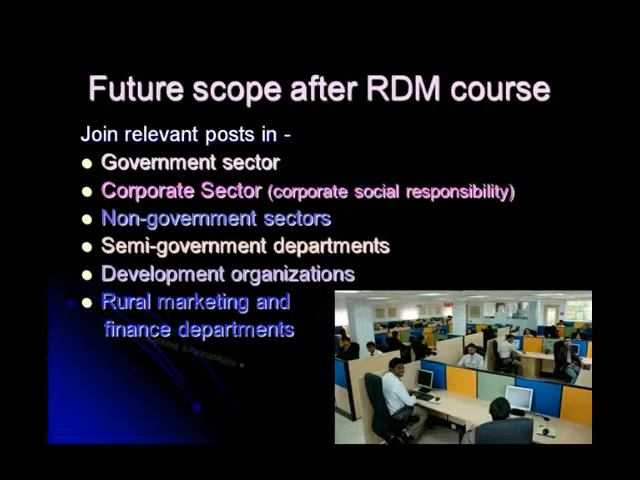 Future scope after RDM course
Join relevant posts in -
Government sector
Corporate Sector (corporate social responsibility)
Non-government sectors
Semi-government departments
Development organizations
Rural marketing and
finance departments